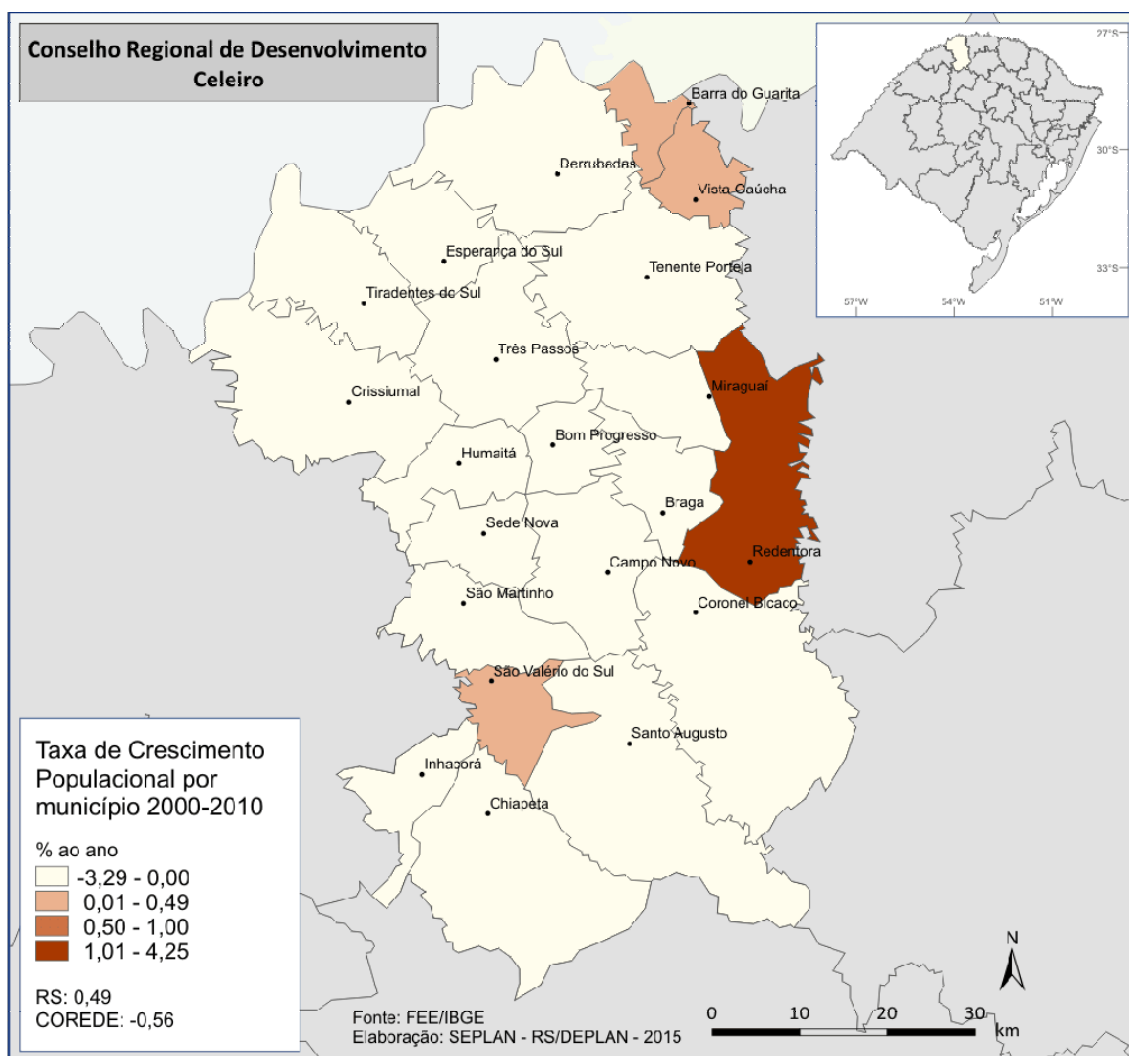 Conselho Regional de Desenvolvimento
Celeiro
27°S
30°S
33°S
57°W
54°W
51°W
Barra do Guarita
Derrubadas
Vista Gaúcha
Esperança do Sul
Tenente Portela
Tiradentes do Sul
Três Passos
Miraguaí
Crissiumal
Bom Progresso
Humaitá
Braga
Sede Nova
Redentora
Campo Novo
São Martinho
Coronel Bicaco
São Valério do Sul
Santo Augusto
Inhacorá
Chiapeta
Taxa de Crescimento
Populacional por
município 2000-2010
% ao ano
-3,29 - 0,00
0,01 - 0,49
0,50 - 1,00
1,01 - 4,25
RS: 0,49
COREDE: -0,56
Fonte: FEE/IBGE
Elaboração: SEPLAN - RS/DEPLAN - 2015
N
0 10 20 30
km